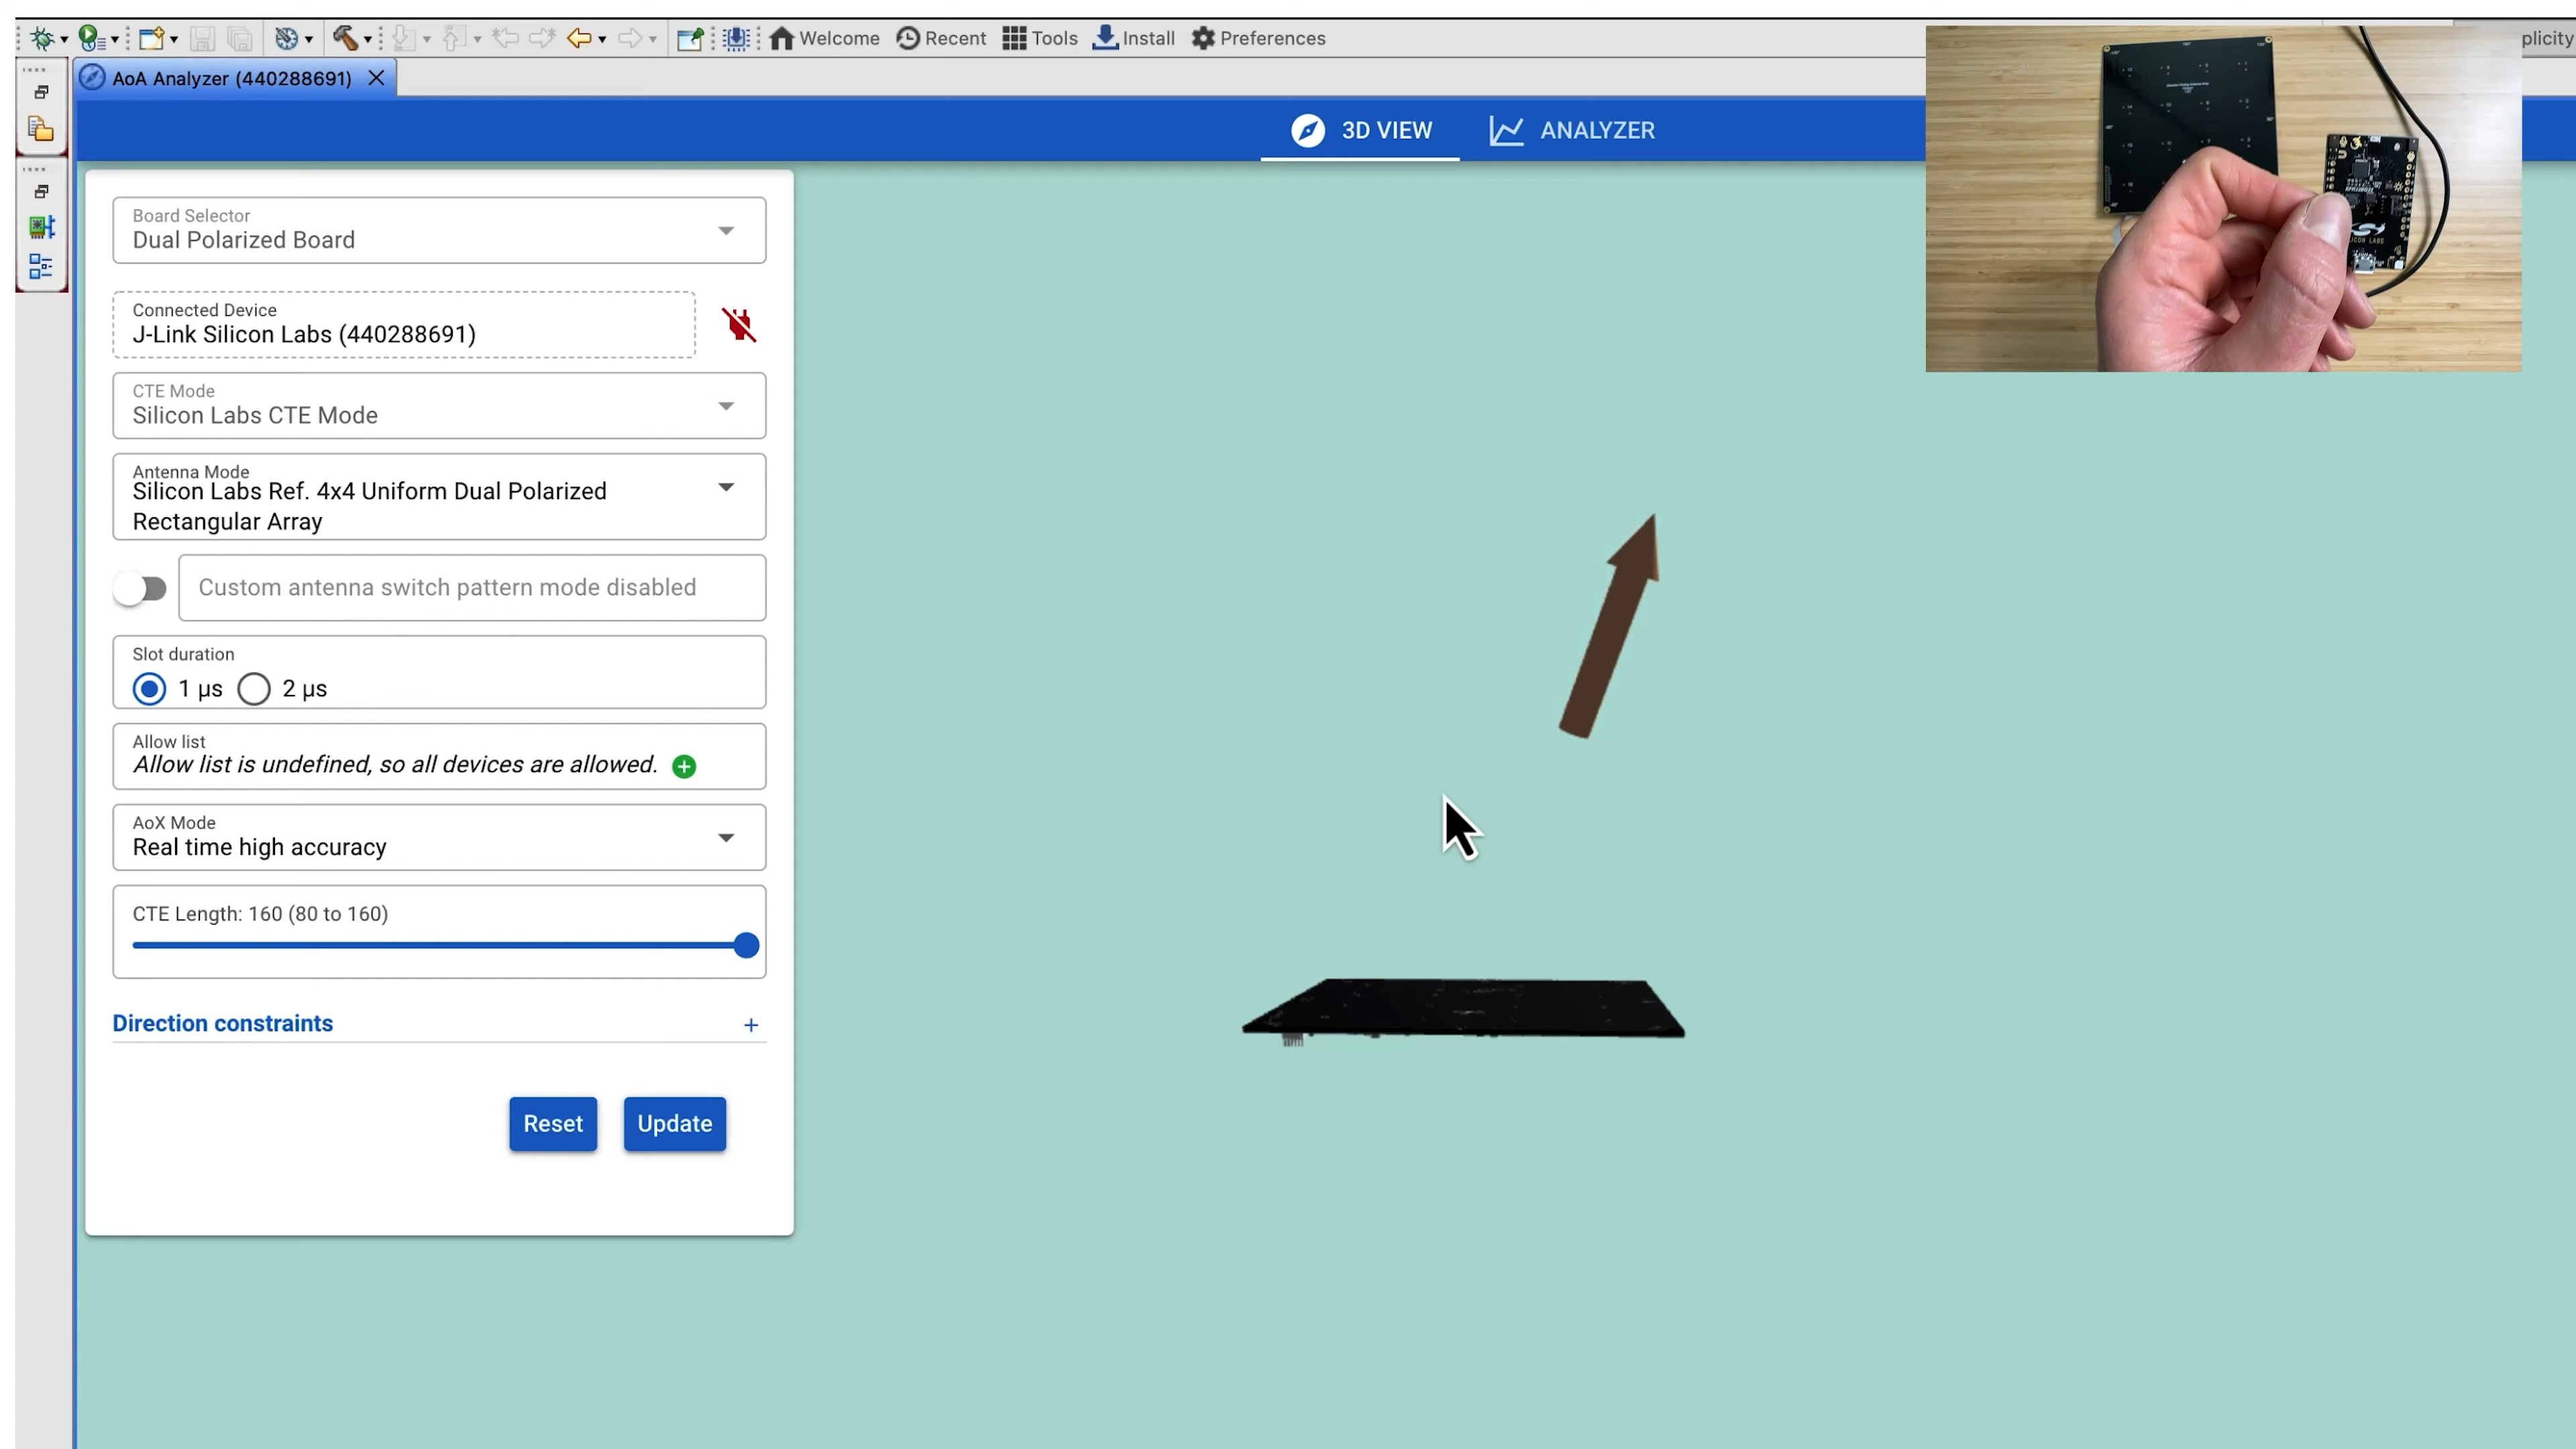 Welcome
Recent
Tools
Install
Preferences
plicity
AoA Analyzer (440288691)
3D VIEW
ANALYZER
Board Selector
Dual Polarized Board
Connected Device
J-Link Silicon Labs (440288691)
CTE Mode
Silicon Labs CTE Mode
Antenna Mode
Silicon Labs Ref. 4x4 Uniform Dual Polarized
Rectangular Array
Custom antenna switch pattern mode disabled
Slot duration
1 µs 2 µs
Allow list
Allow list is undefined, so all devices are allowed.
AoX Mode
Real time high accuracy
CTE Length: 160 (80 to 160)
Direction constraints +
Reset
Update
ICON LABS